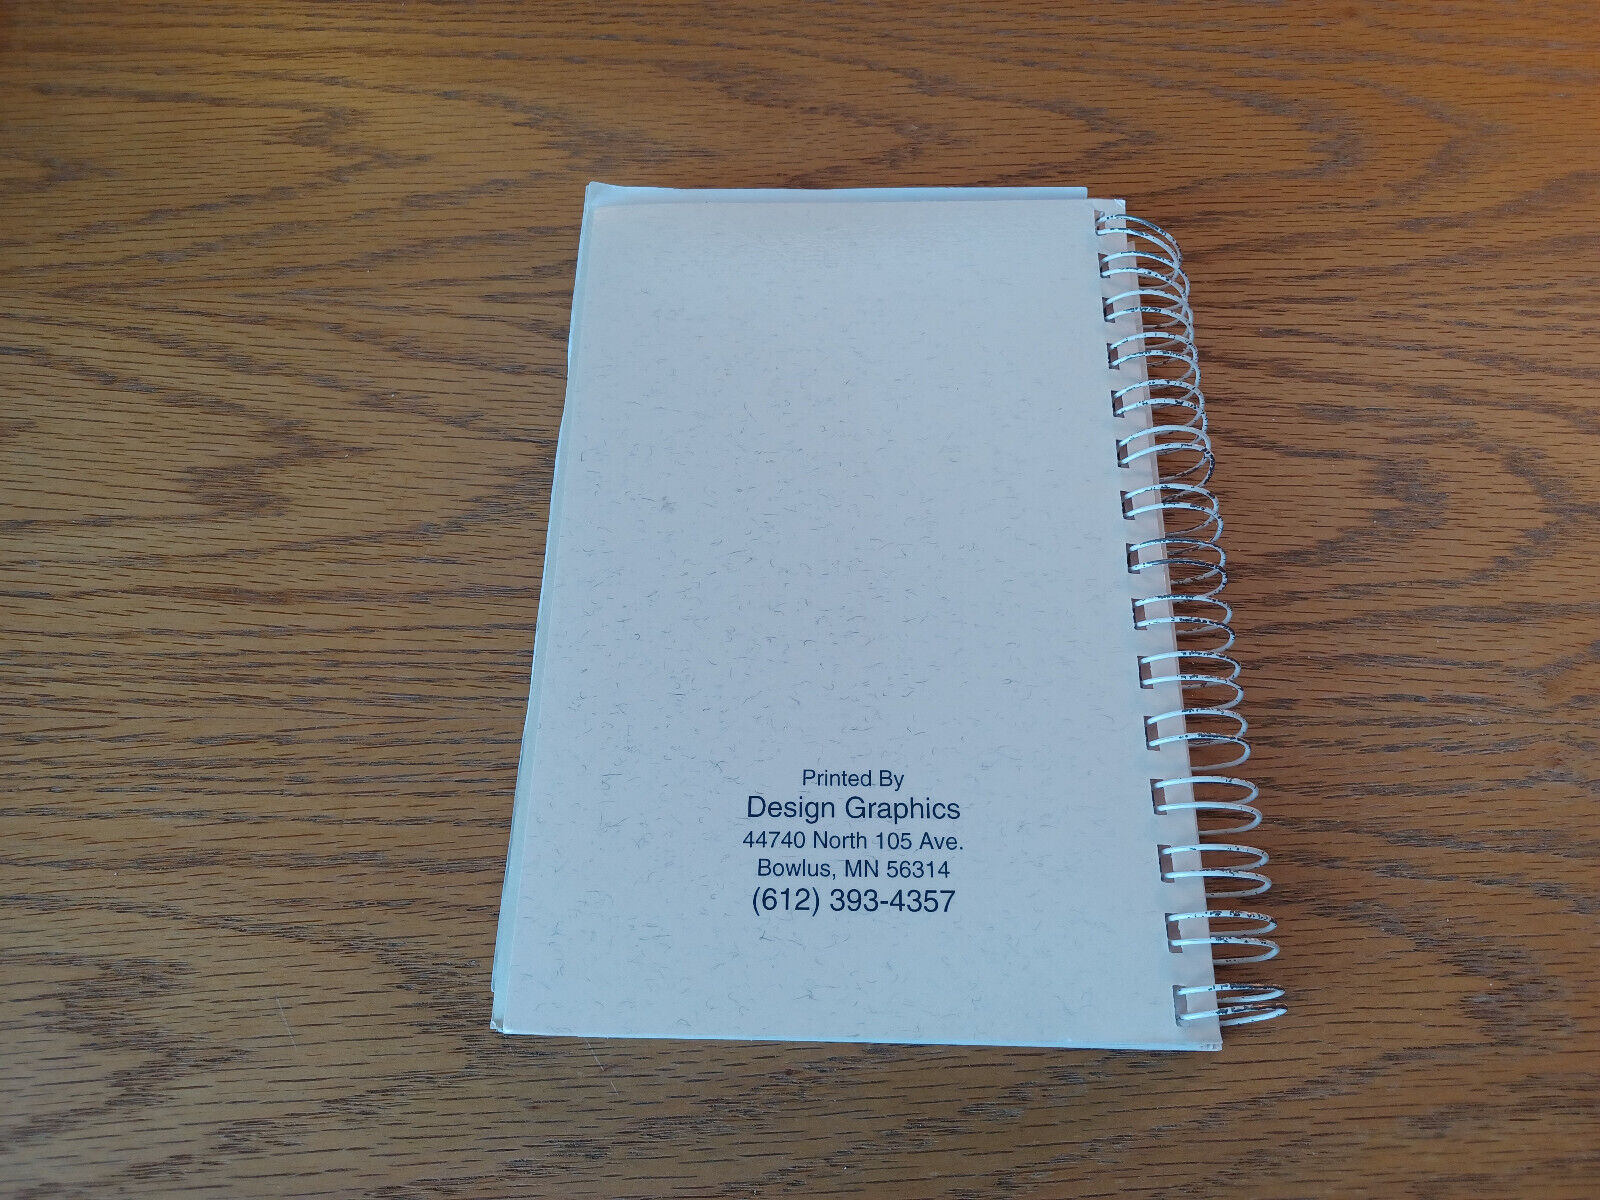 Printed By
Design Graphics
44740 North 105 Ave.
Bowlus, MN 56314
(612) 393-4357